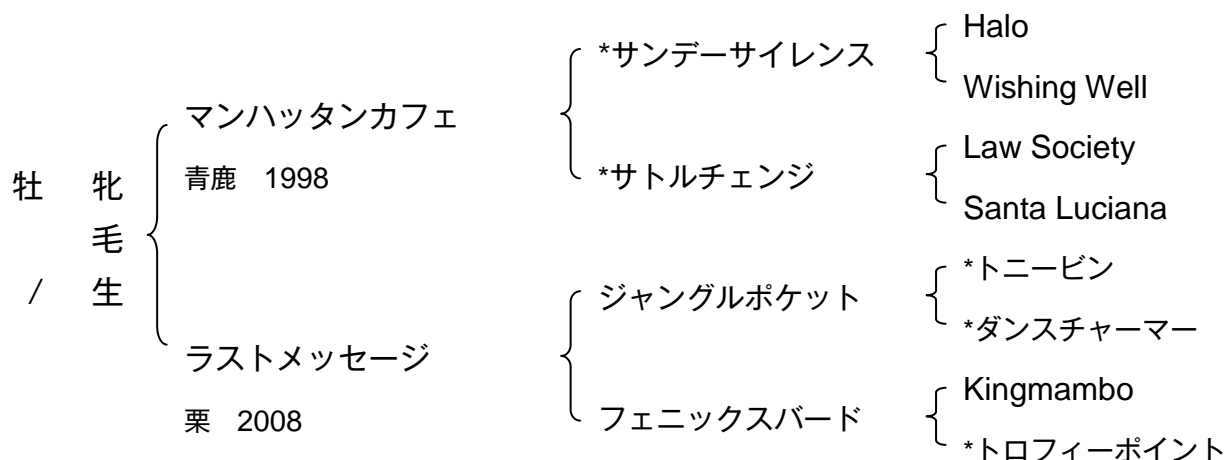 牡 牝
毛
/ 生
マンハッタンカフェ
青鹿 1998
ラストメッセージ
栗 2008
*サンデーサイレンス
*サトルチェンジ
ジャングルポケット
フェニックスバード
Halo
Wishing Well
Law Society
Santa Luciana
*トニービン
*ダンスチャーマー
Kingmambo
*トロフィーポイント